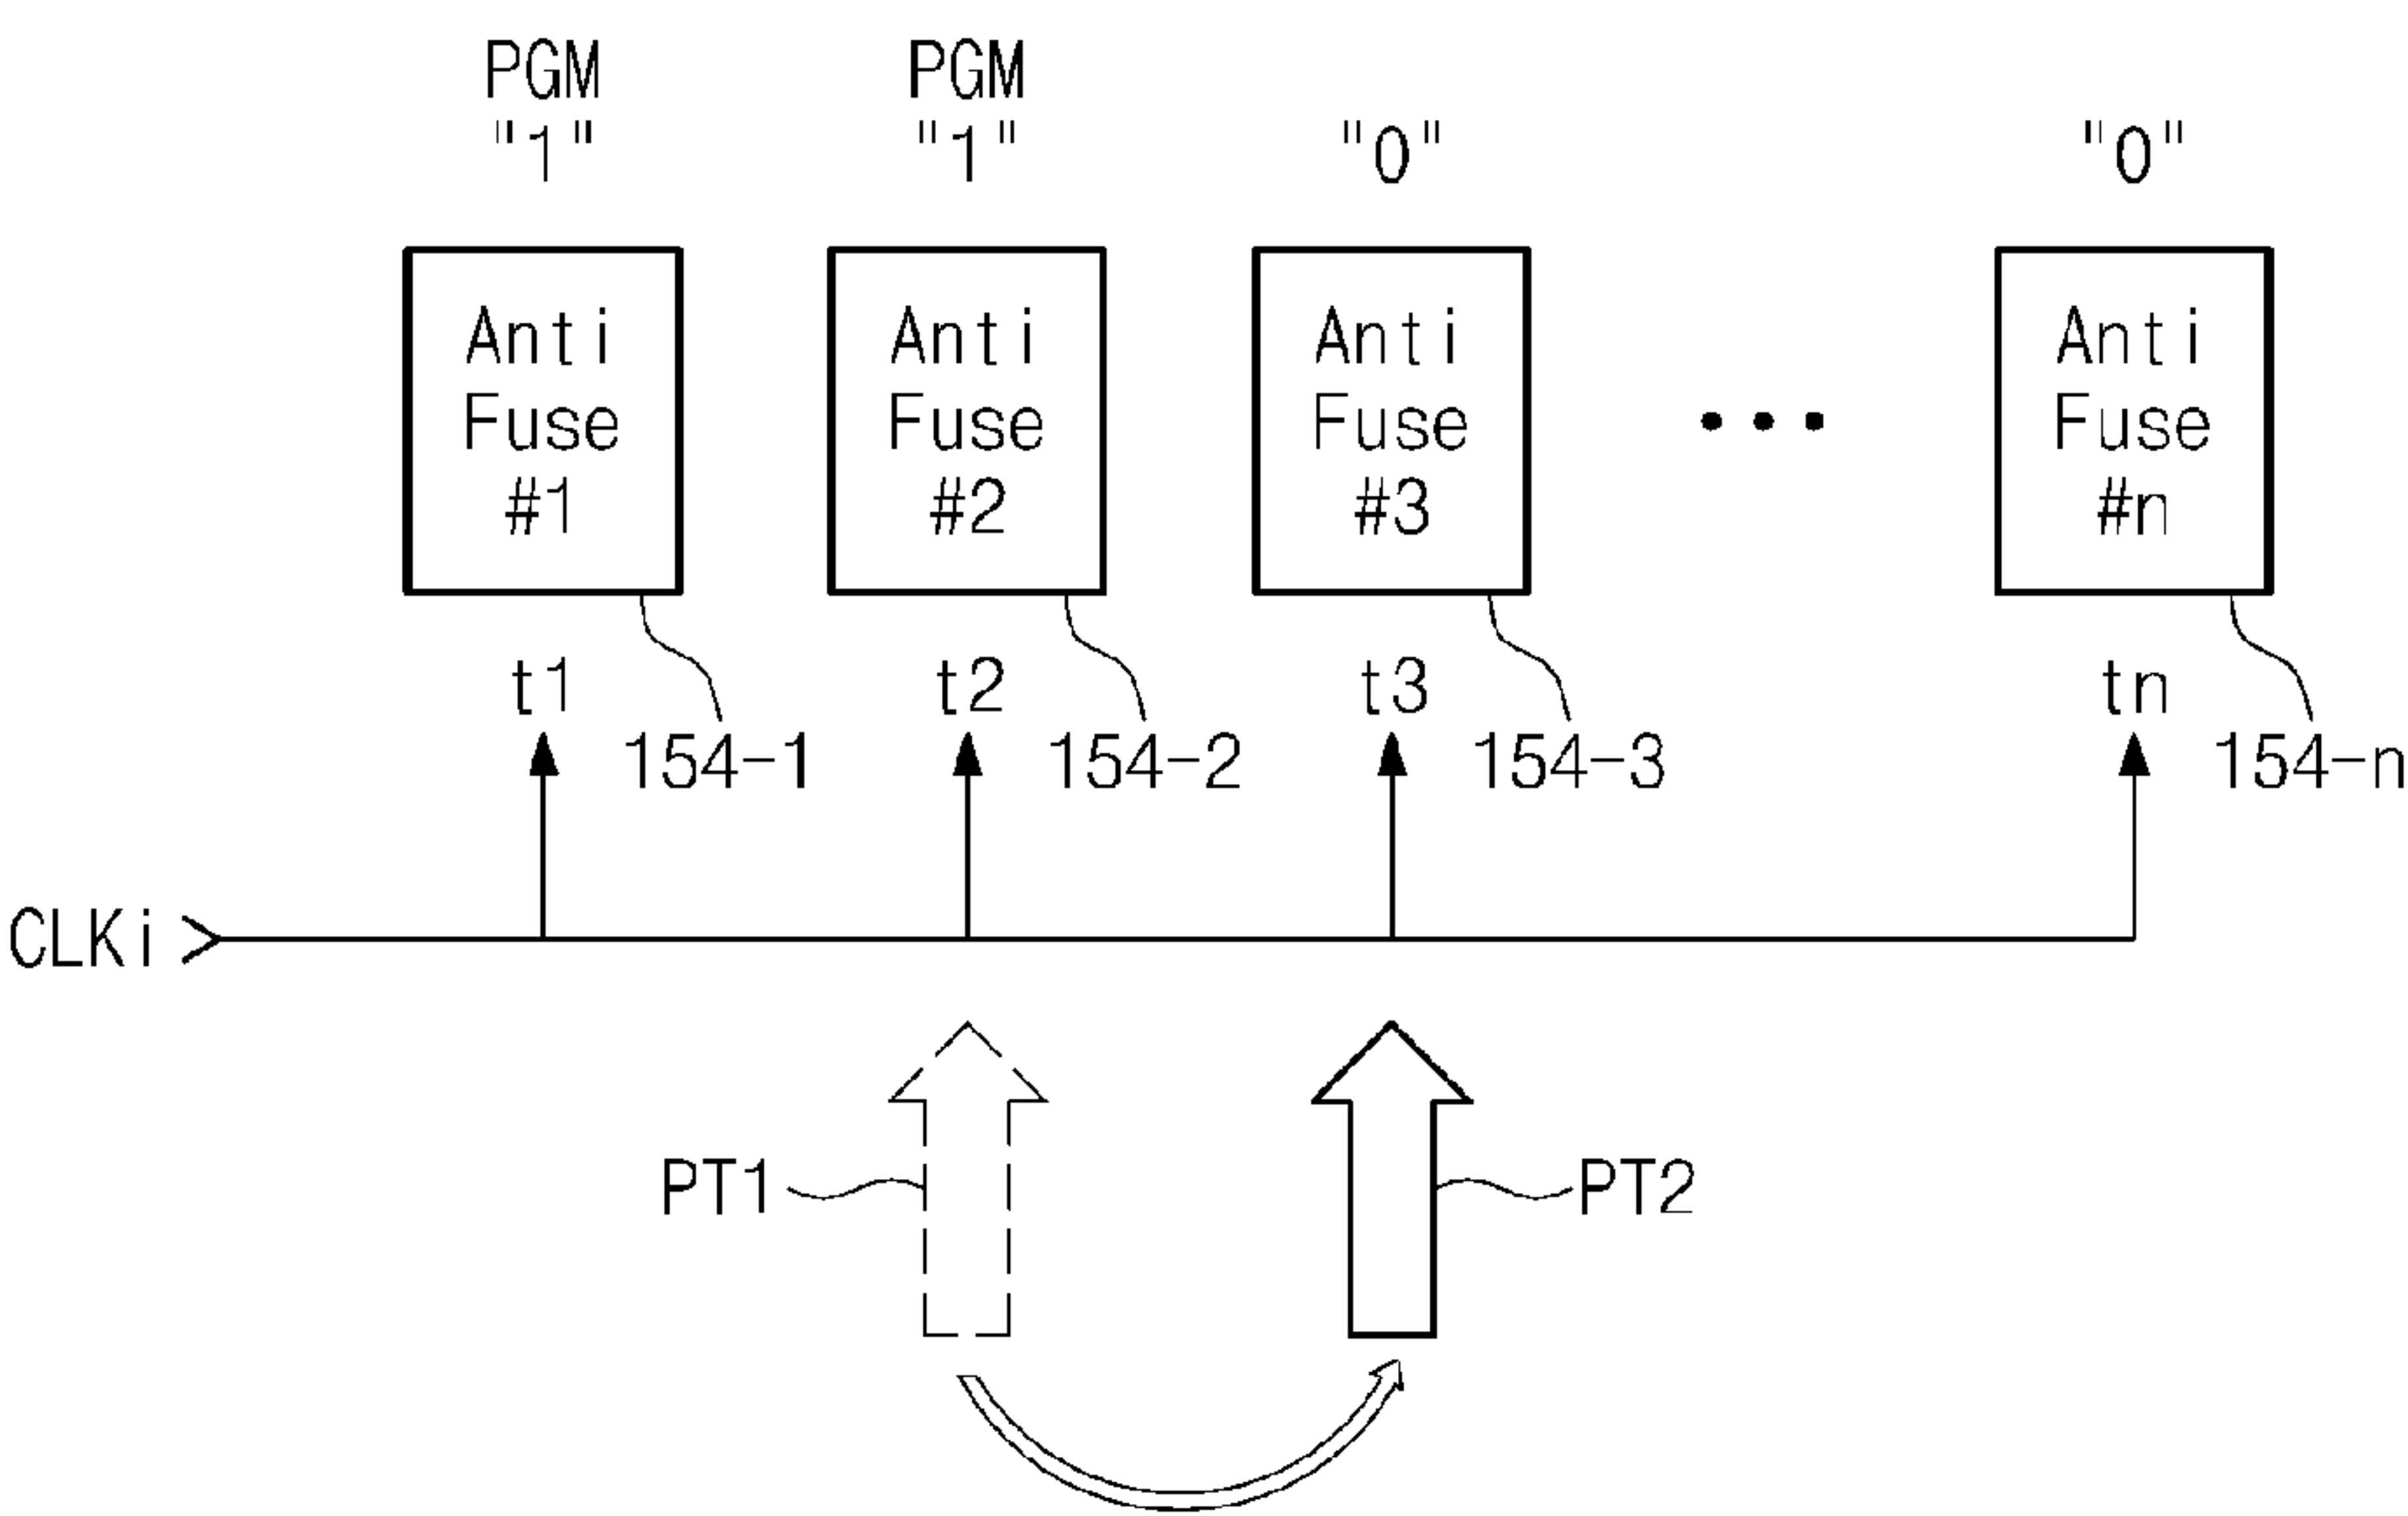 PGM PGM
"1" "1" "0" "0"
Anti Anti Anti Anti
Fuse Fuse Fuse Fuse
#1 #2 #3 #n
t1 t2 t3 tn
154-1 154-2 154-3 154-n
CLKi
PT1 PT2